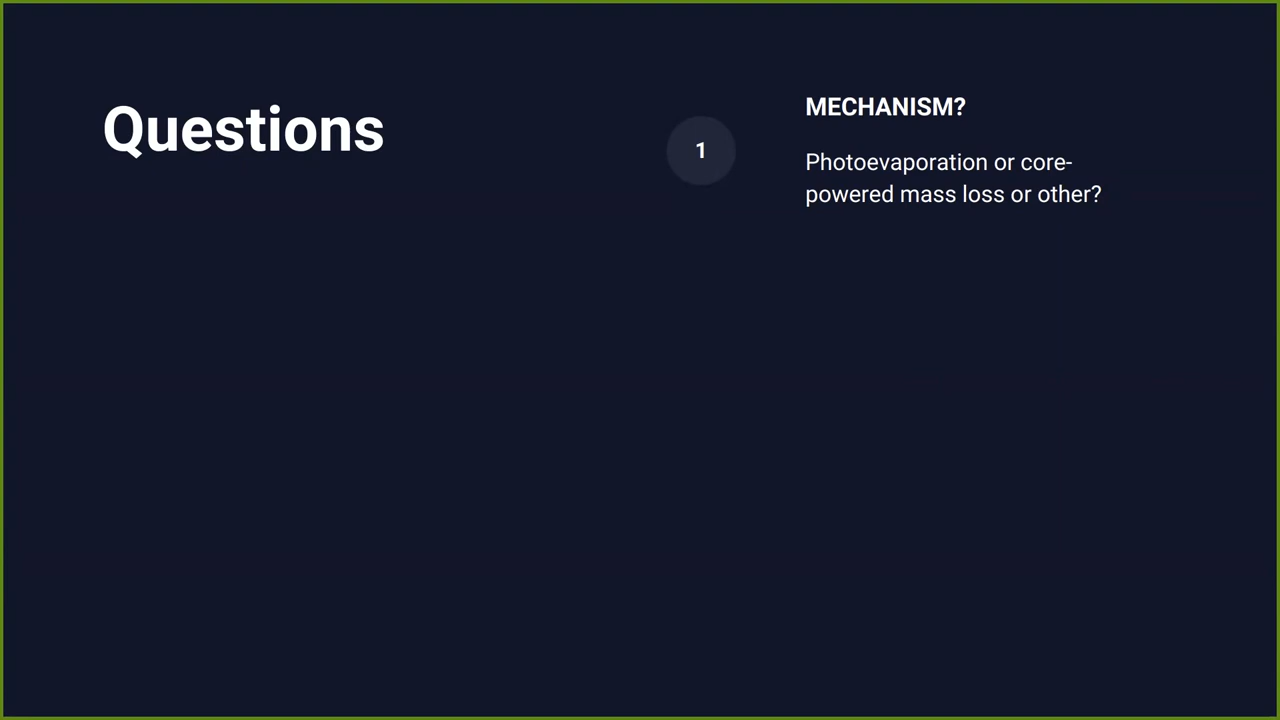 Questions
1
MECHANISM?
Photoevaporation or core-
powered mass loss or other?